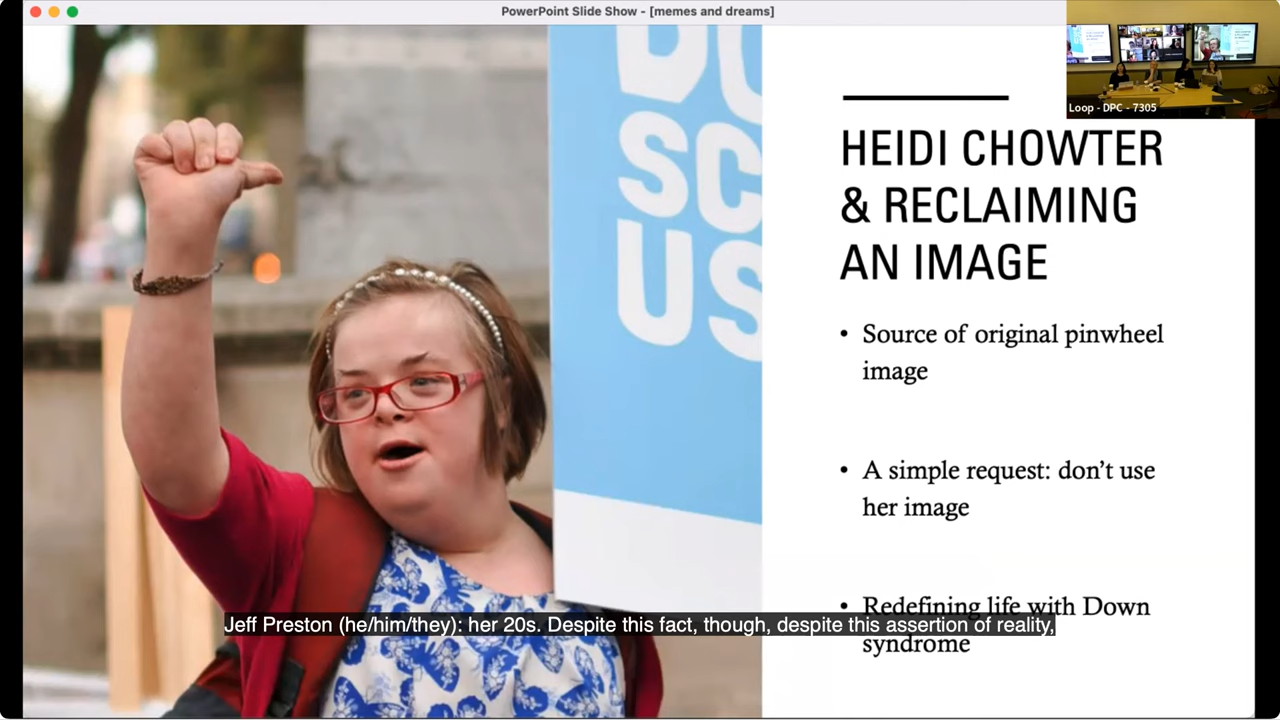 PowerPoint Slide Show - [memes and dreams]
Loop - DPC - 7305
SC
US
HEIDI CHOWTER
& RECLAIMING
AN IMAGE
• Source of original pinwheel
image
• A simple request: don’t use
her image
• Redefining life with Down
syndrome
Jeff Preston (he/him/they): her 20s. Despite this fact, though, despite this assertion of reality,